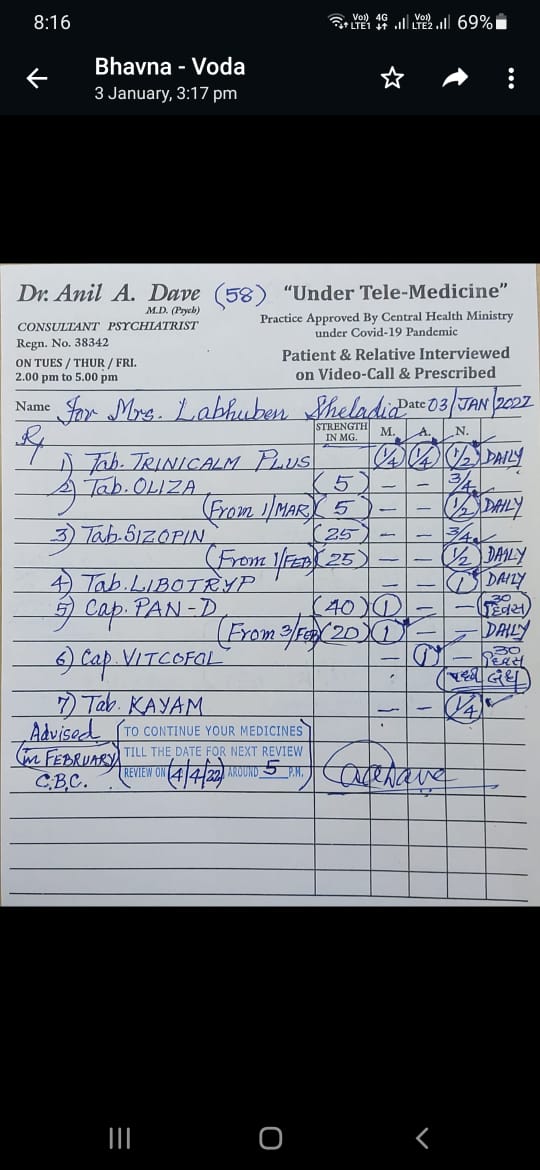 8:16 Vo)) LTE1 4G Vo)) LTE2 69%
Bhavna - Voda
3 January, 3:17 pm
Dr. Anil A. Dave (58) "Under Tele-Medicine"
M.D. (Psych)
CONSULTANT PSYCHIATRIST
Regn. No. 38342
ON TUES / THUR / FRI.
2.00 pm to 5.00 pm
Practice Approved By Central Health Ministry
under Covid-19 Pandemic
Patient & Relative Interviewed
on Video-Call & Prescribed
Name For Mrs. Labhuben Sheladia Date 03/JAN/2022
Rx STRENGTH IN MG. M. A. N.
1) Tab. TRINICALM PLUS 1/4 1/4 1/2 DAILY
2) Tab. OLIZA (5) — — 3/4
(From 1/MAR) (5) — — 1/2 DAILY
3) Tab. SIZOPIN (25) — — 3/4
(From 1/FEB) (25) — — 1/2 DAILY
4) Tab. LIBOTRYP — — 1 DAILY
5) Cap. PAN-D (40) 1 — — 30 દિવસ
(From 3/FEB) (20) 1 — — DAILY
6) Cap. VITCOFOL — 1 — 30 દિવસ
પછી બંધ
7) Tab. KAYAM — — 1/4
Advised
in FEBRUARY
C.B.C.
TO CONTINUE YOUR MEDICINES
TILL THE DATE FOR NEXT REVIEW
REVIEW ON (4/4/22) AROUND 5 P.M.